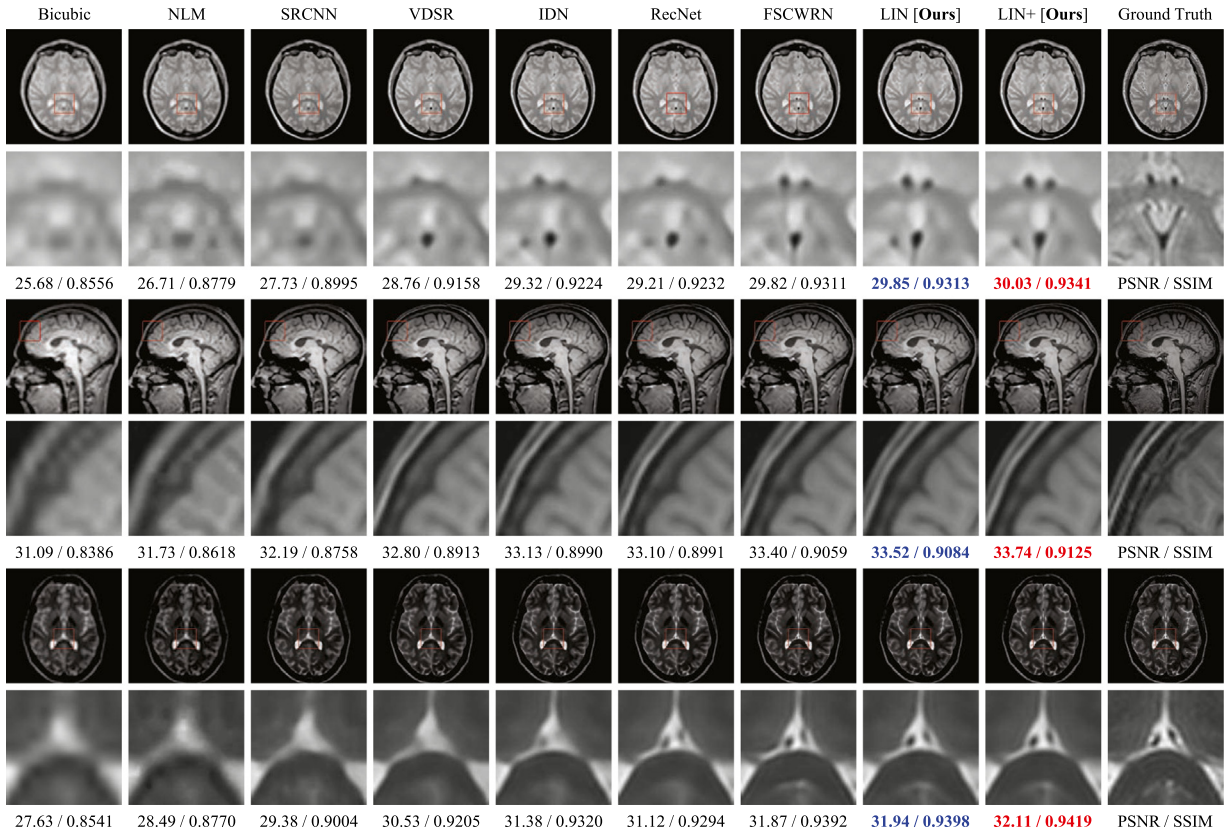 Bicubic NLM SRCNN VDSR IDN RecNet FSCWRN LIN [Ours] LIN+ [Ours] Ground Truth
25.68 / 0.8556 26.71 / 0.8779 27.73 / 0.8995 28.76 / 0.9158 29.32 / 0.9224 29.21 / 0.9232 29.82 / 0.9311 29.85 / 0.9313 30.03 / 0.9341 PSNR / SSIM
31.09 / 0.8386 31.73 / 0.8618 32.19 / 0.8758 32.80 / 0.8913 33.13 / 0.8990 33.10 / 0.8991 33.40 / 0.9059 33.52 / 0.9084 33.74 / 0.9125 PSNR / SSIM
27.63 / 0.8541 28.49 / 0.8770 29.38 / 0.9004 30.53 / 0.9205 31.38 / 0.9320 31.12 / 0.9294 31.87 / 0.9392 31.94 / 0.9398 32.11 / 0.9419 PSNR / SSIM